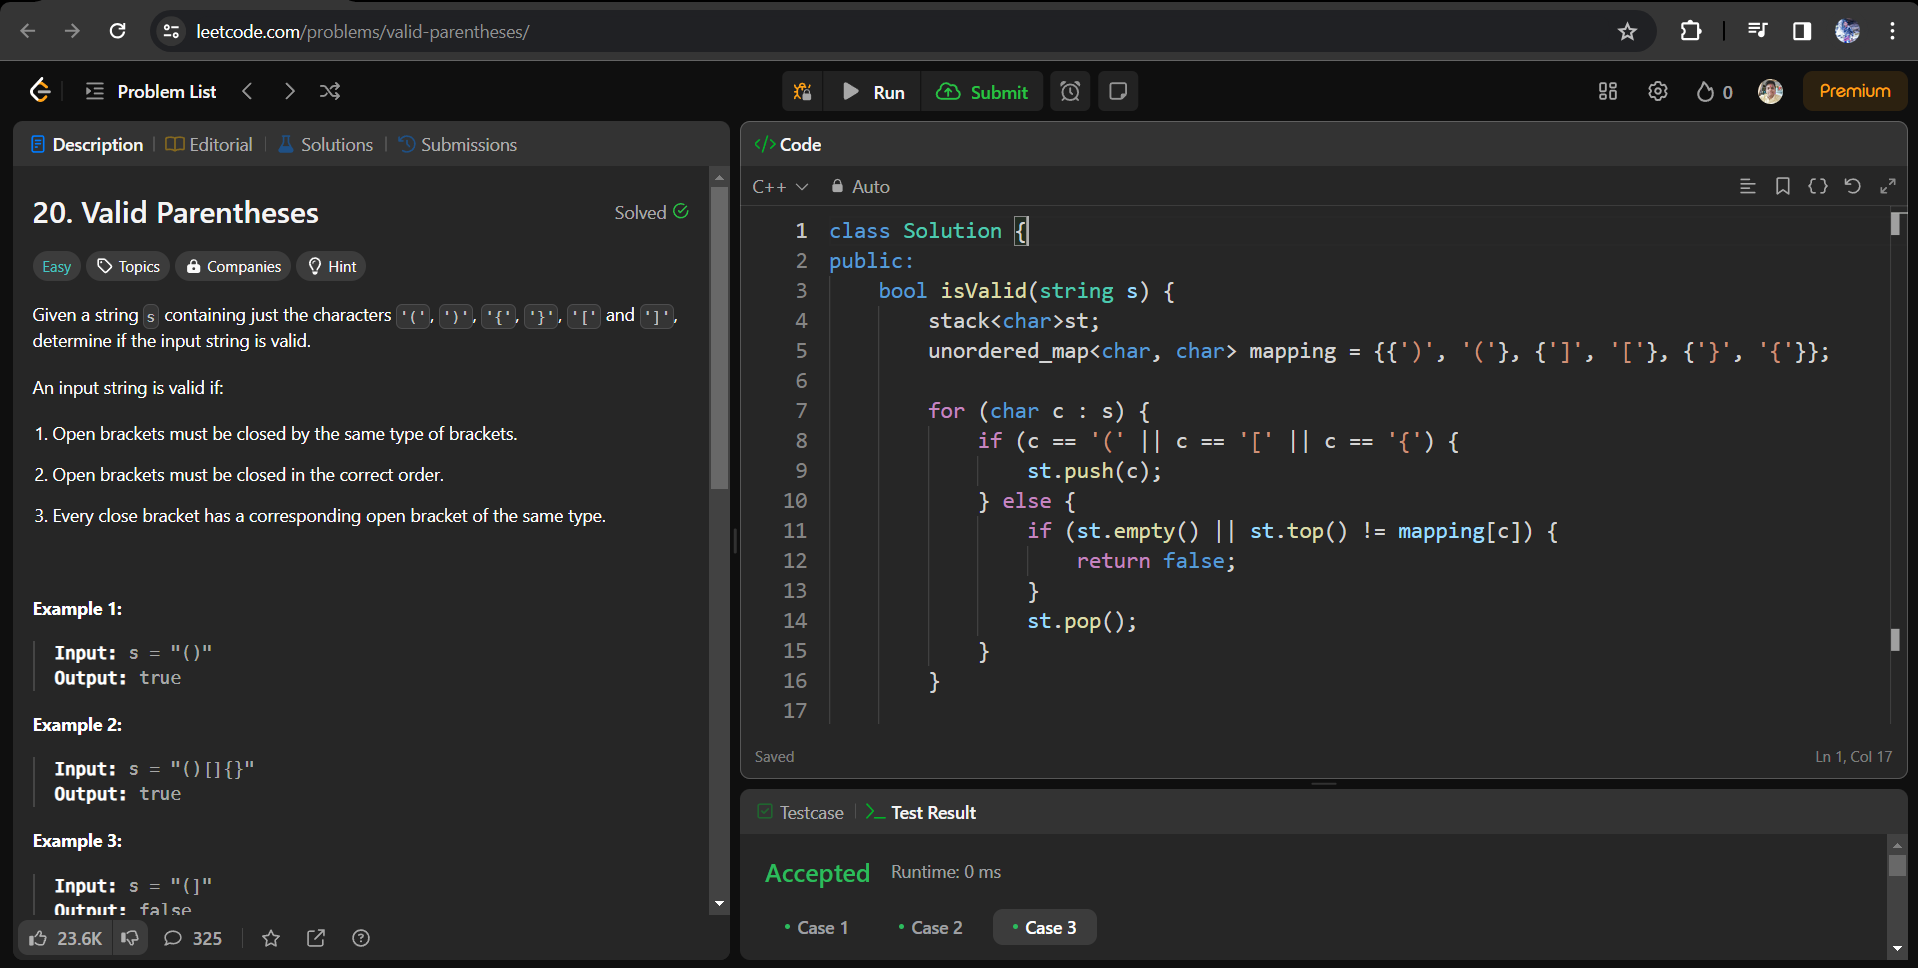 leetcode.com/problems/valid-parentheses/
Problem List
Run
Submit
0
Premium
Description
Editorial
Solutions
Submissions
20. Valid Parentheses
Solved
Easy
Topics
Companies
Hint
Given a string s containing just the characters '(', ')', '{', '}', '[' and ']',
determine if the input string is valid.
An input string is valid if:
1. Open brackets must be closed by the same type of brackets.
2. Open brackets must be closed in the correct order.
3. Every close bracket has a corresponding open bracket of the same type.
Example 1:
Input: s = "()"
Output: true
Example 2:
Input: s = "()[]{}"
Output: true
Example 3:
Input: s = "(]"
Output: false
23.6K
325
</> Code
C++
Auto
1 class Solution {
2 public:
3     bool isValid(string s) {
4         stack<char>st;
5         unordered_map<char, char> mapping = {{')', '('}, {']', '['}, {'}', '{'}};
6
7         for (char c : s) {
8             if (c == '(' || c == '[' || c == '{') {
9                 st.push(c);
10             } else {
11                 if (st.empty() || st.top() != mapping[c]) {
12                     return false;
13                 }
14                 st.pop();
15             }
16         }
17
Saved
Ln 1, Col 17
Testcase
Test Result
Accepted
Runtime: 0 ms
Case 1
Case 2
Case 3